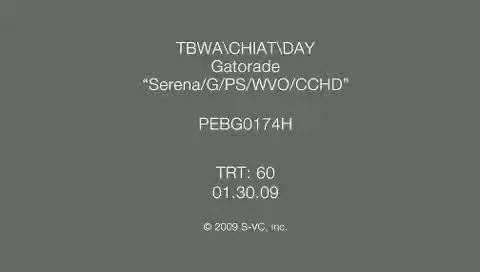 TBWA\CHIAT\DAY
Gatorade
“Serena/G/PS/WVO/CCHD”
PEBG0174H
TRT: 60
01.30.09
© 2009 S-VC, inc.